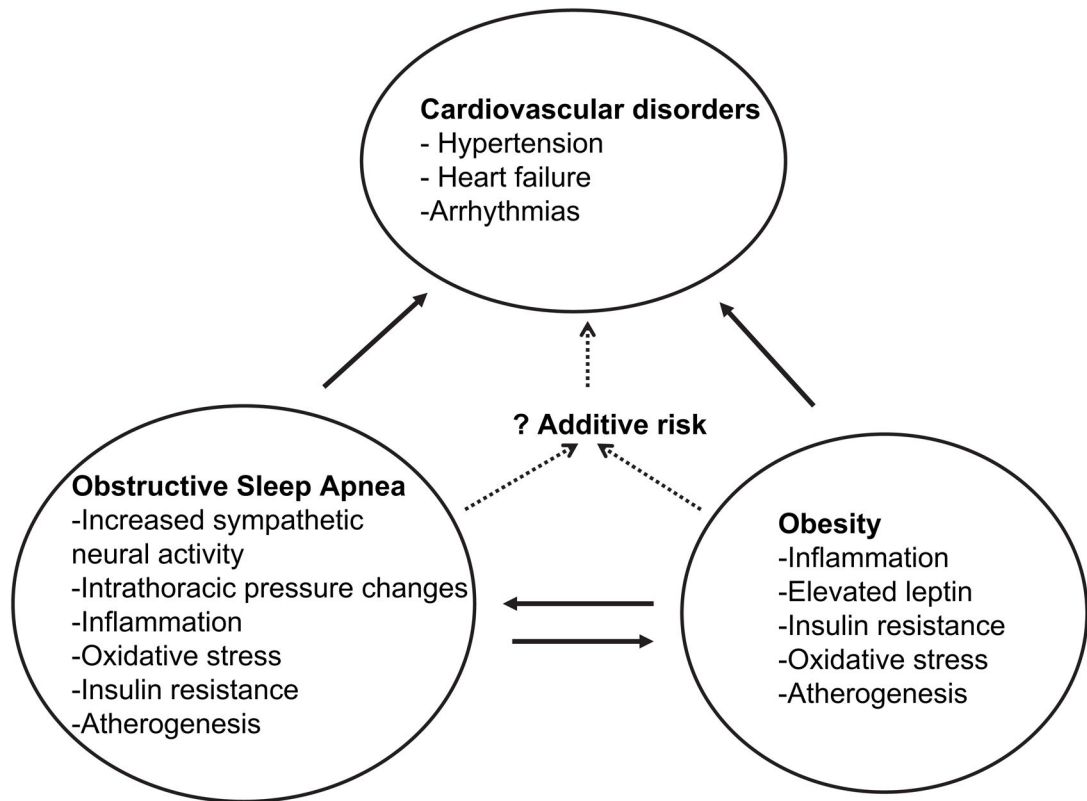 Cardiovascular disorders
- Hypertension
- Heart failure
-Arrhythmias
? Additive risk
Obstructive Sleep Apnea
-Increased sympathetic
neural activity
-Intrathoracic pressure changes
-Inflammation
-Oxidative stress
-Insulin resistance
-Atherogenesis
Obesity
-Inflammation
-Elevated leptin
-Insulin resistance
-Oxidative stress
-Atherogenesis